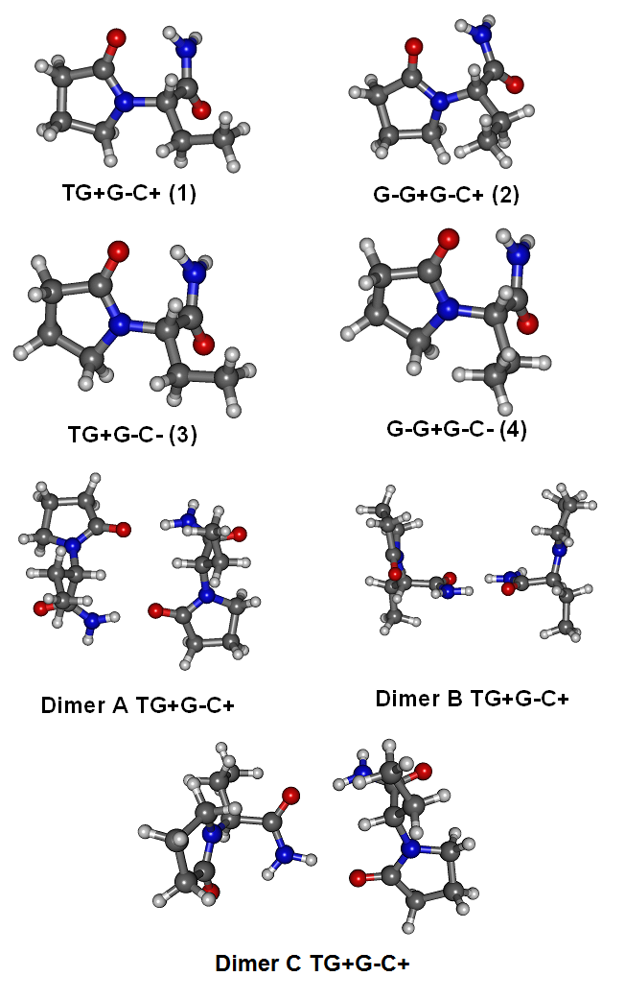 TG+G-C+ (1)
G-G+G-C+ (2)
TG+G-C- (3)
G-G+G-C- (4)
Dimer A TG+G-C+
Dimer B TG+G-C+
Dimer C TG+G-C+